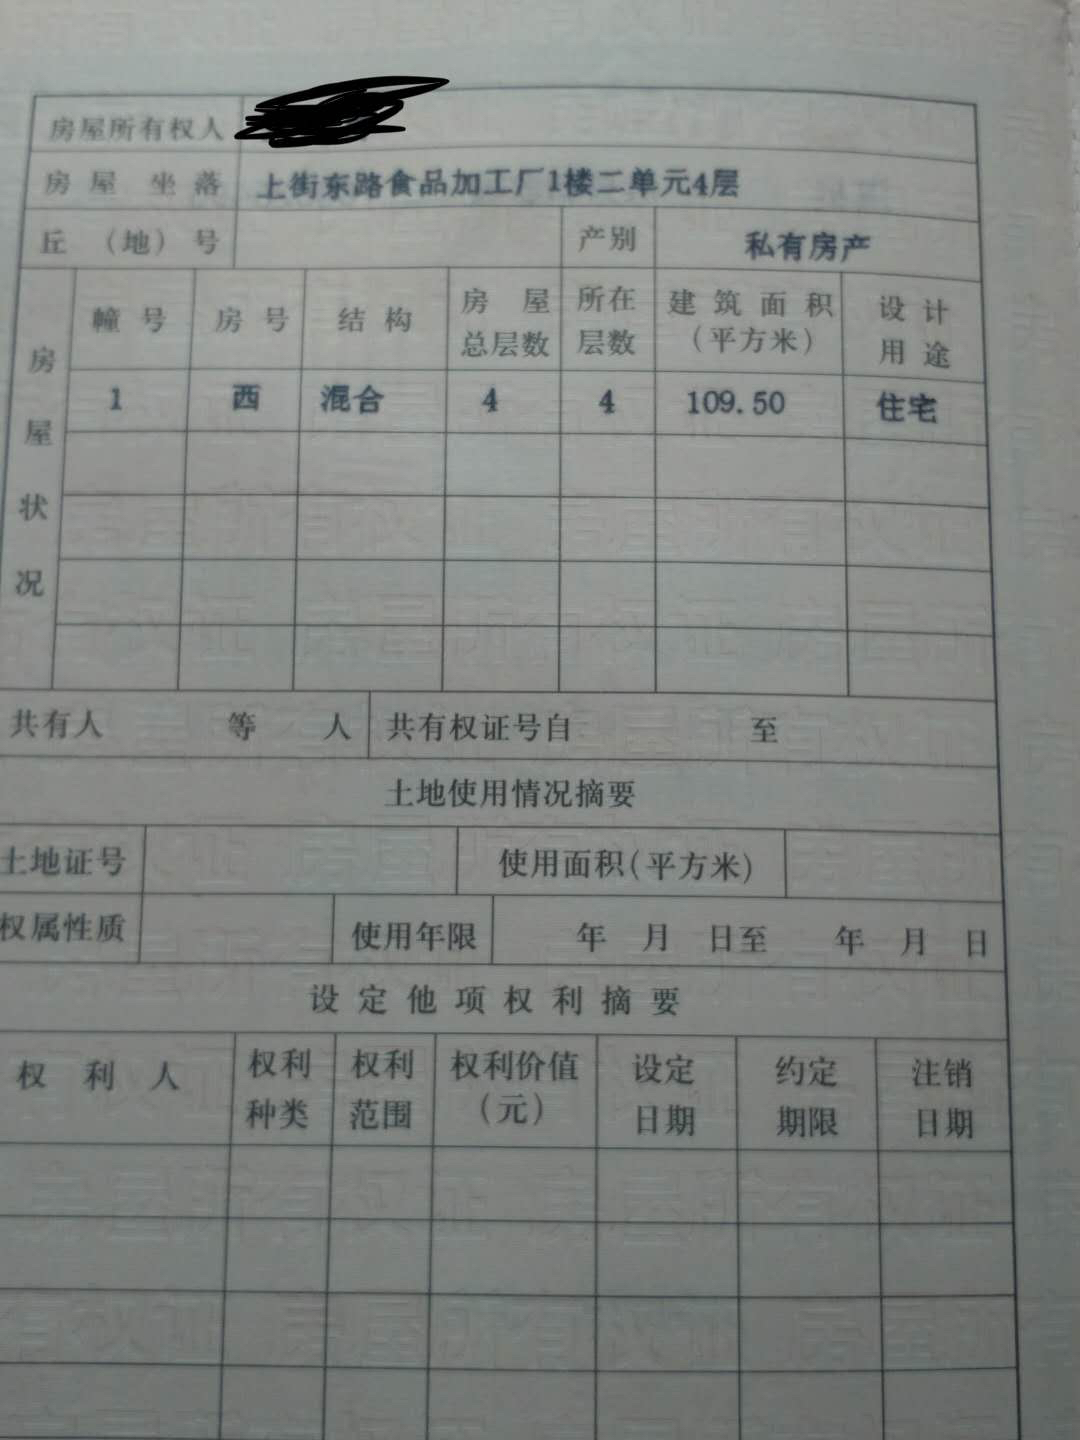 房屋所有权人
房屋坐落 上街东路食品加工厂1楼二单元4层
丘（地）号 产别 私有房产
房屋状况
幢号 房号 结构 房屋总层数 所在层数 建筑面积（平方米） 设计用途
1 西 混合 4 4 109.50 住宅
共有人 等 人 共有权证号自 至
土地使用情况摘要
土地证号 使用面积(平方米)
权属性质 使用年限 年 月 日至 年 月 日
设定他项权利摘要
权利人 权利种类 权利范围 权利价值（元） 设定日期 约定期限 注销日期